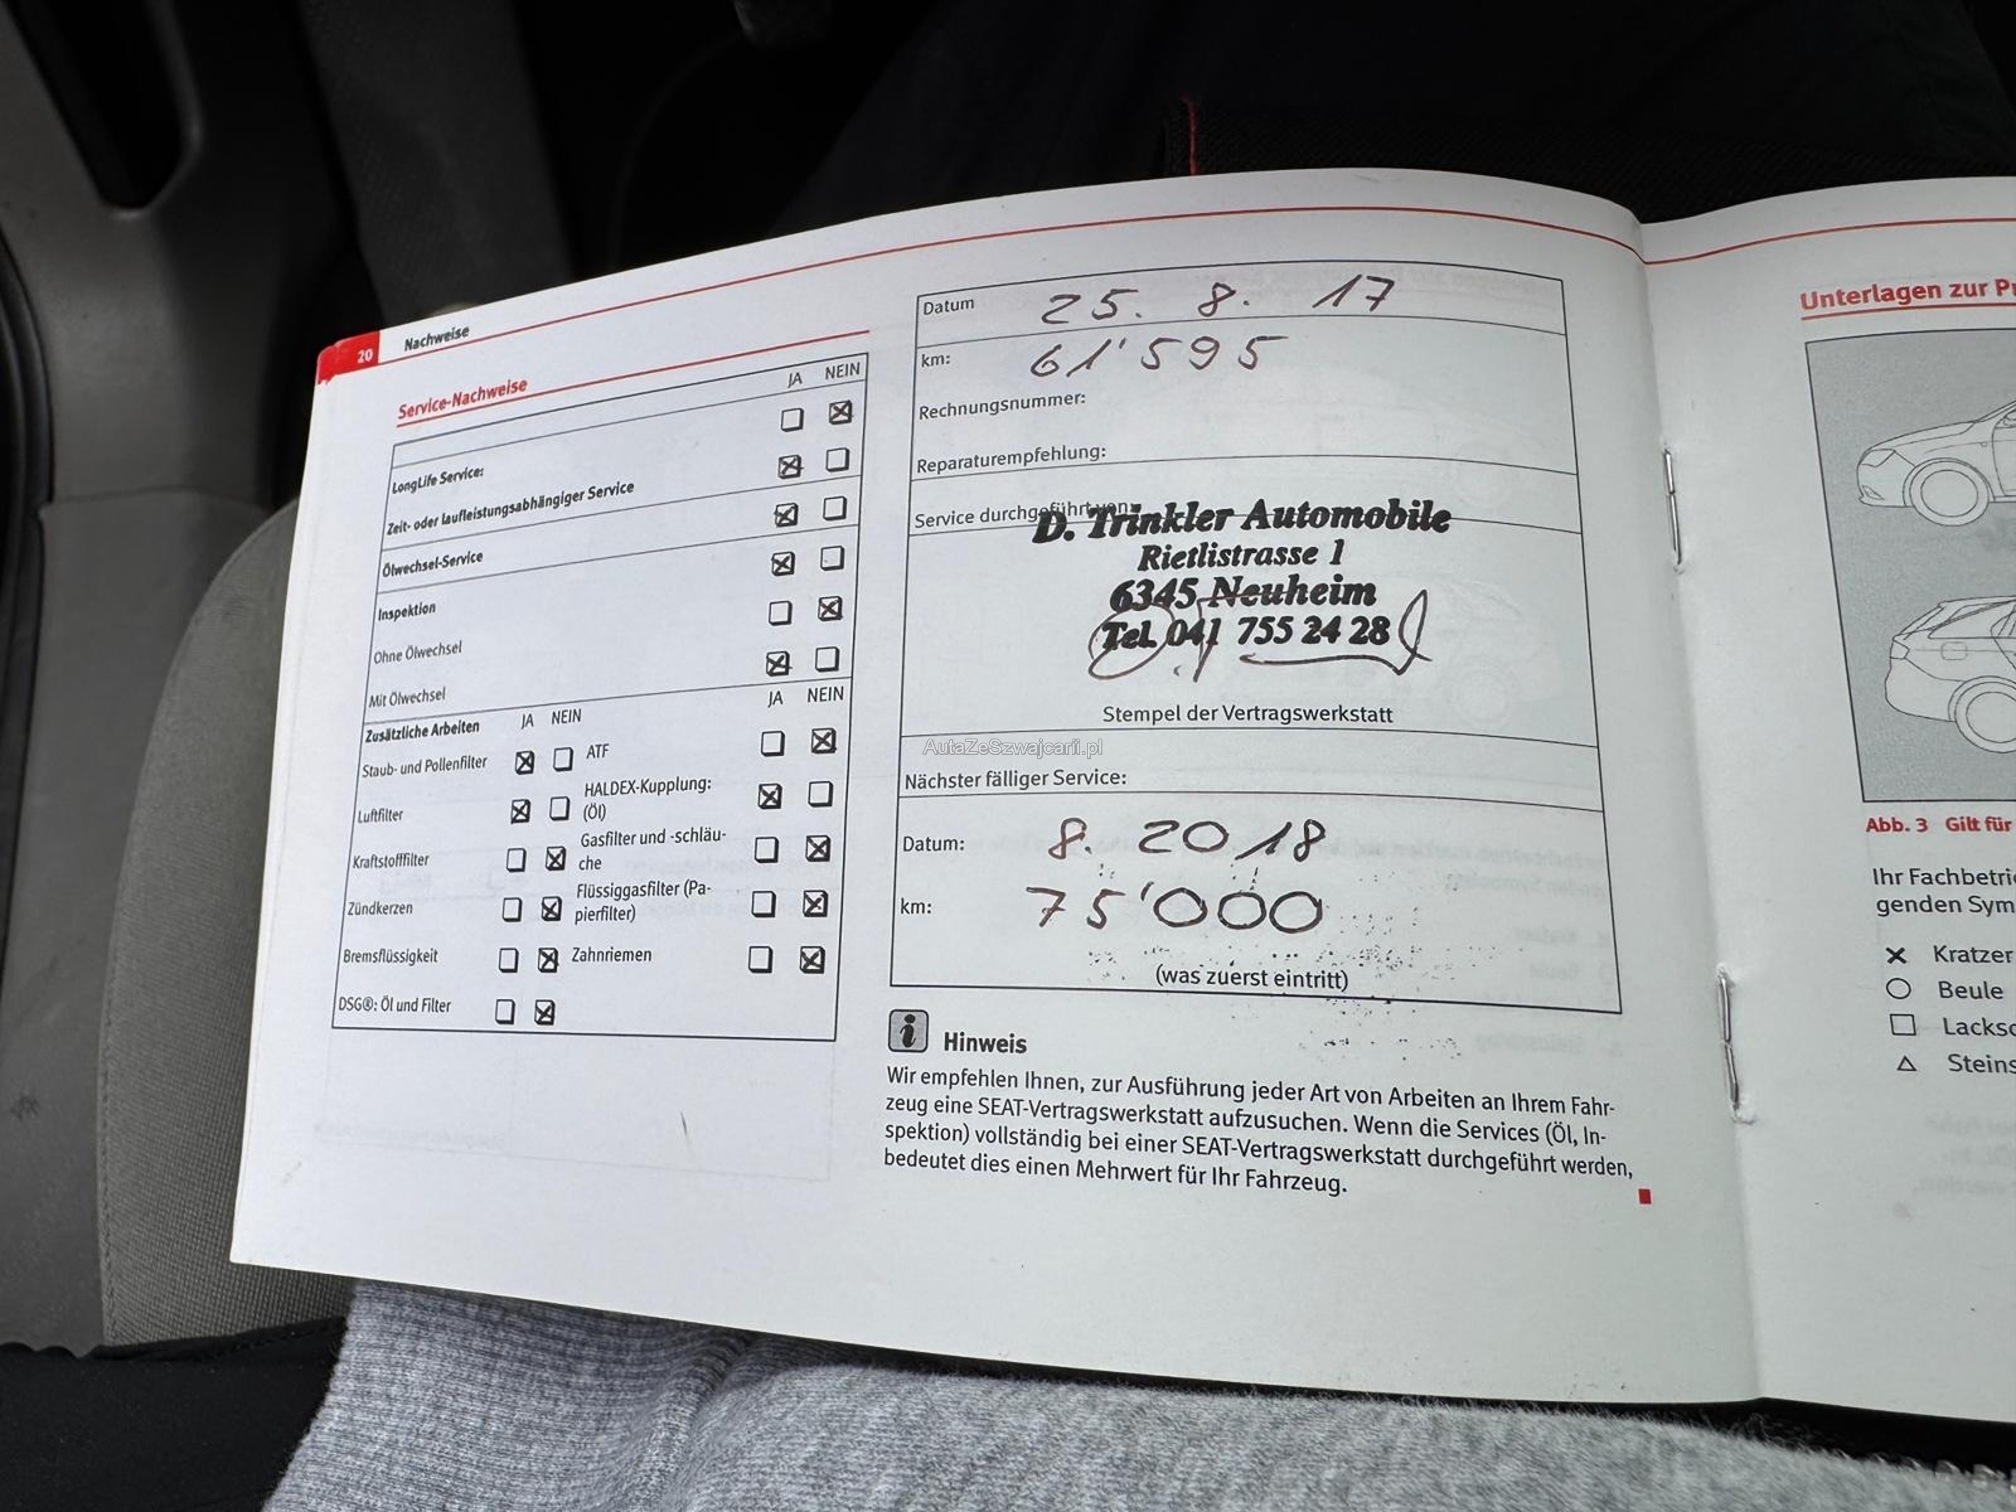 20 Nachweise
Service-Nachweise
JA NEIN
LongLife Service:
Zeit- oder laufleistungsabhängiger Service
Ölwechsel-Service
Inspektion
Ohne Ölwechsel
Mit Ölwechsel
Zusätzliche Arbeiten JA NEIN JA NEIN
Staub- und Pollenfilter ATF
Luftfilter HALDEX-Kupplung:
(Öl)
Kraftstofffilter Gasfilter und -schläu-
che
Zündkerzen Flüssiggasfilter (Pa-
pierfilter)
Bremsflüssigkeit Zahnriemen
DSG®: Öl und Filter
Datum 25. 8. 17
km: 61'595
Rechnungsnummer:
Reparaturempfehlung:
Service durchgeführt von:
D. Trinkler Automobile
Rietlistrasse 1
6345 Neuheim
Tel. 041 755 24 28
Stempel der Vertragswerkstatt
AutaZeSzwajcarii.pl
Nächster fälliger Service:
Datum: 8. 2018
km: 75'000
(was zuerst eintritt)
Hinweis
Wir empfehlen Ihnen, zur Ausführung jeder Art von Arbeiten an Ihrem Fahr-
zeug eine SEAT-Vertragswerkstatt aufzusuchen. Wenn die Services (Öl, In-
spektion) vollständig bei einer SEAT-Vertragswerkstatt durchgeführt werden,
bedeutet dies einen Mehrwert für Ihr Fahrzeug.
Unterlagen zur
Abb. 3 Gilt für
Ihr Fachbetri
genden Sym
Kratzer
Beule
Lacksc
Steins